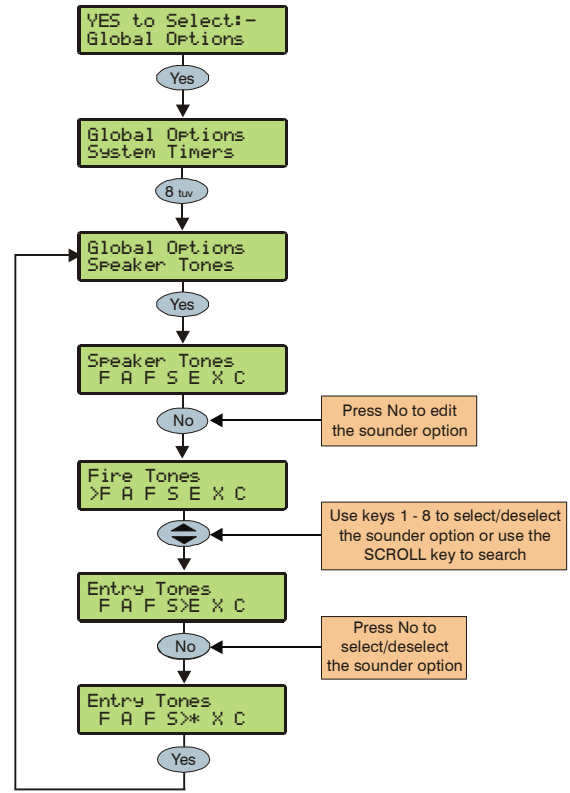 YES to Select:-
Global Options
Yes
Global Options
System Timers
8 tuv
Global Options
Speaker Tones
Yes
Speaker Tones
F A F S E X C
No
Press No to edit
the sounder option
Fire Tones
>F A F S E X C
Use keys 1 - 8 to select/deselect
the sounder option or use the
SCROLL key to search
Entry Tones
F A F S>E X C
No
Press No to
select/deselect
the sounder option
Entry Tones
F A F S>* X C
Yes